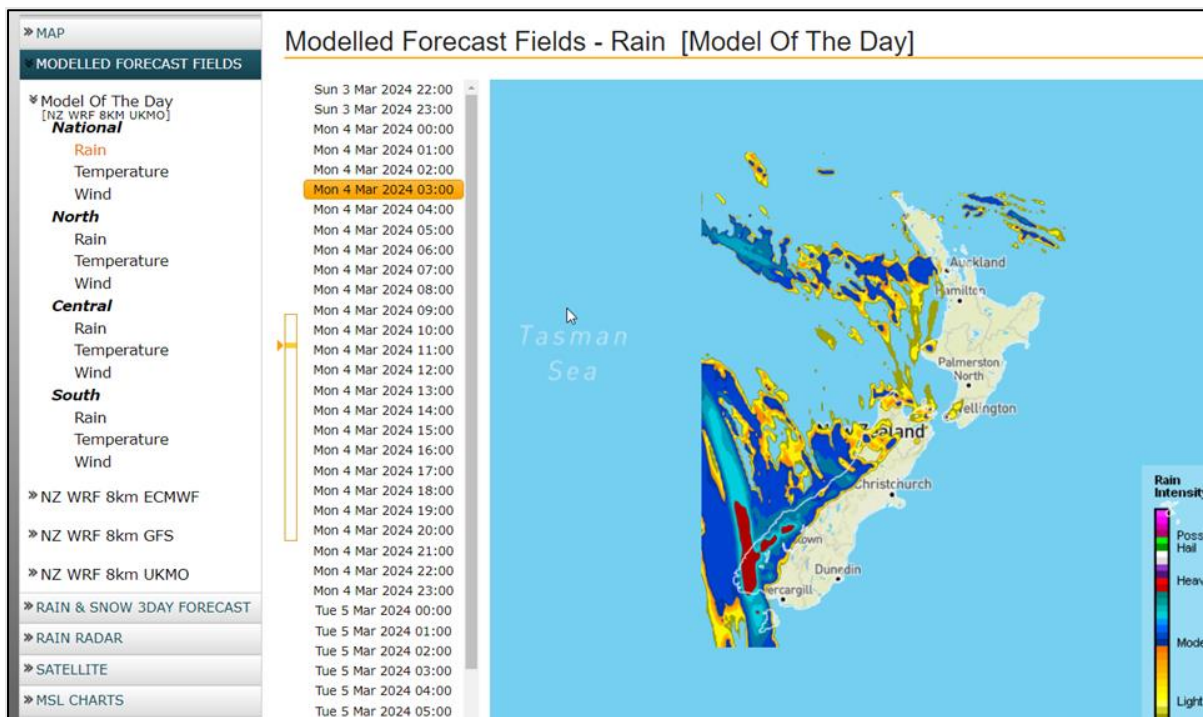 MAP
MODELLED FORECAST FIELDS
Model Of The Day
[NZ WRF 8KM UKMO]
National
Rain
Temperature
Wind
North
Rain
Temperature
Wind
Central
Rain
Temperature
Wind
South
Rain
Temperature
Wind
NZ WRF 8km ECMWF
NZ WRF 8km GFS
NZ WRF 8km UKMO
RAIN & SNOW 3DAY FORECAST
RAIN RADAR
SATELLITE
MSL CHARTS
Modelled Forecast Fields - Rain [Model Of The Day]
Sun 3 Mar 2024 22:00
Sun 3 Mar 2024 23:00
Mon 4 Mar 2024 00:00
Mon 4 Mar 2024 01:00
Mon 4 Mar 2024 02:00
Mon 4 Mar 2024 03:00
Mon 4 Mar 2024 04:00
Mon 4 Mar 2024 05:00
Mon 4 Mar 2024 06:00
Mon 4 Mar 2024 07:00
Mon 4 Mar 2024 08:00
Mon 4 Mar 2024 09:00
Mon 4 Mar 2024 10:00
Mon 4 Mar 2024 11:00
Mon 4 Mar 2024 12:00
Mon 4 Mar 2024 13:00
Mon 4 Mar 2024 14:00
Mon 4 Mar 2024 15:00
Mon 4 Mar 2024 16:00
Mon 4 Mar 2024 17:00
Mon 4 Mar 2024 18:00
Mon 4 Mar 2024 19:00
Mon 4 Mar 2024 20:00
Mon 4 Mar 2024 21:00
Mon 4 Mar 2024 22:00
Mon 4 Mar 2024 23:00
Tue 5 Mar 2024 00:00
Tue 5 Mar 2024 01:00
Tue 5 Mar 2024 02:00
Tue 5 Mar 2024 03:00
Tue 5 Mar 2024 04:00
Tue 5 Mar 2024 05:00
Auckland
Hamilton
Tasman
Sea
Palmerston
North
Wellington
Zealand
Christchurch
Dunedin
Rain
Intensity
Poss
Hail
Heav
Mode
Light